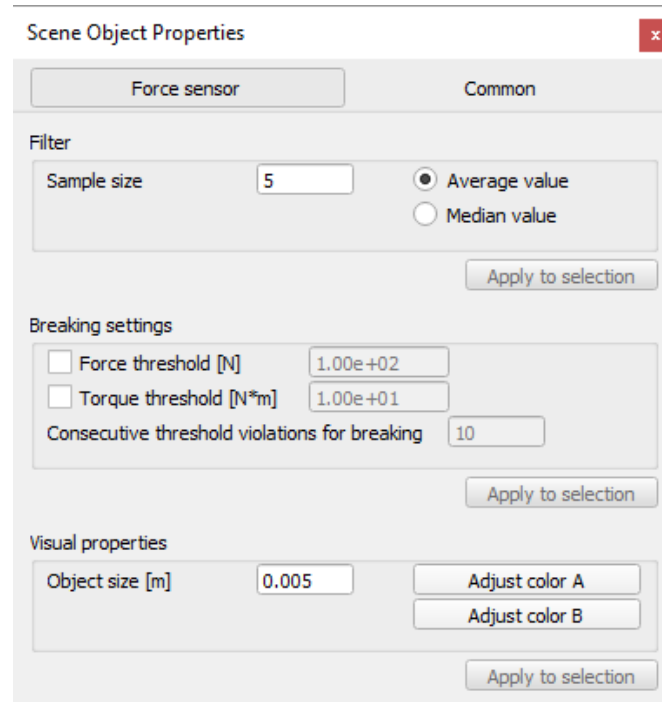 Scene Object Properties
x
Force sensor Common
Filter
Sample size 5 Average value
Median value
Apply to selection
Breaking settings
Force threshold [N] 1.00e+02
Torque threshold [N*m] 1.00e+01
Consecutive threshold violations for breaking 10
Apply to selection
Visual properties
Object size [m] 0.005 Adjust color A
Adjust color B
Apply to selection